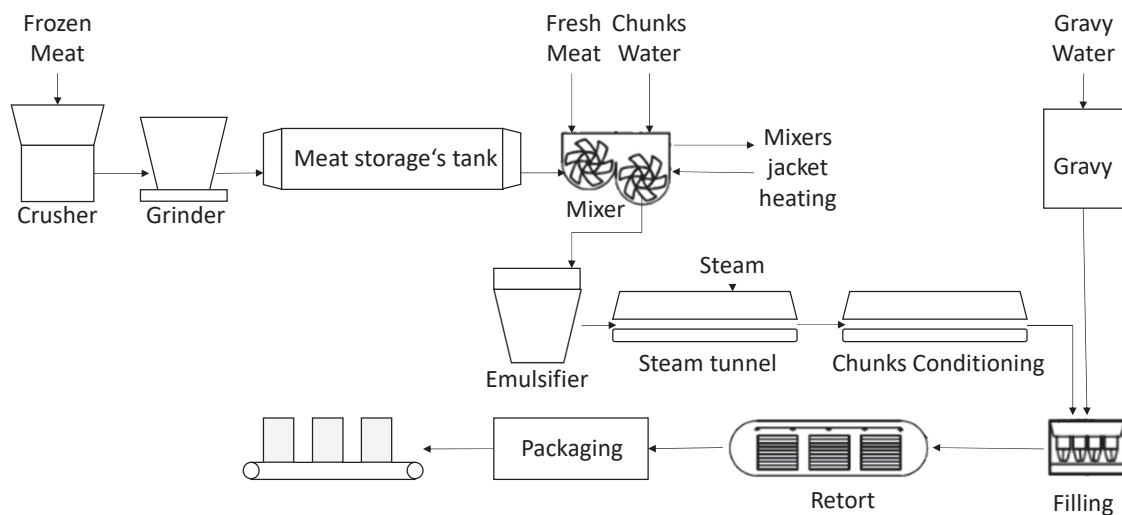 Frozen
Meat
Fresh
Meat
Chunks
Water
Gravy
Water
Meat storage‘s tank
Mixers
jacket
heating
Gravy
Crusher
Grinder
Mixer
Steam
Emulsifier
Steam tunnel
Chunks Conditioning
Packaging
Retort
Filling